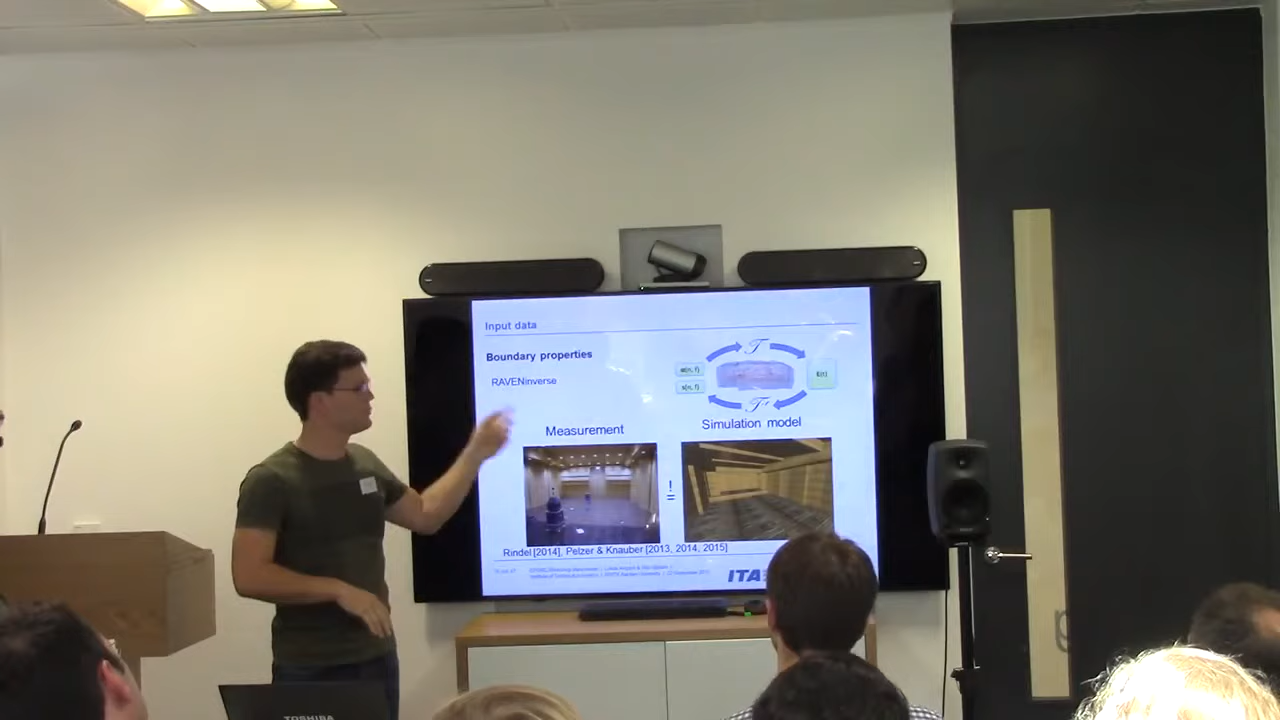 Input data
Boundary properties
RAVENinverse
α(n, f)
s(n, f)
Measurement
Simulation model
!
=
Rindel [2014], Pelzer & Knauber [2013, 2014, 2015]
ITA
TOSHIBA